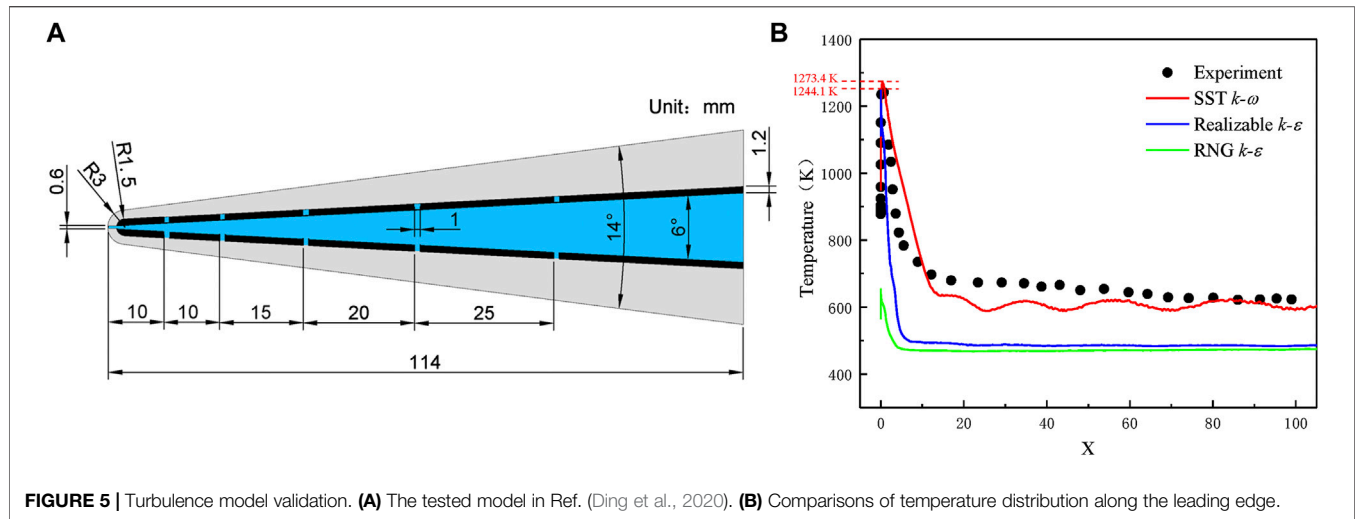 A
Unit: mm
R1.5
R3
0.6
1.2
1
14°
6°
10
10
15
20
25
114
B
1400
1273.4 K
1244.1 K
1200
1000
800
600
400
Temperature (K)
Experiment
SST k-ω
Realizable k-ε
RNG k-ε
0
20
40
60
80
100
X
FIGURE 5 | Turbulence model validation. (A) The tested model in Ref. (Ding et al., 2020). (B) Comparisons of temperature distribution along the leading edge.